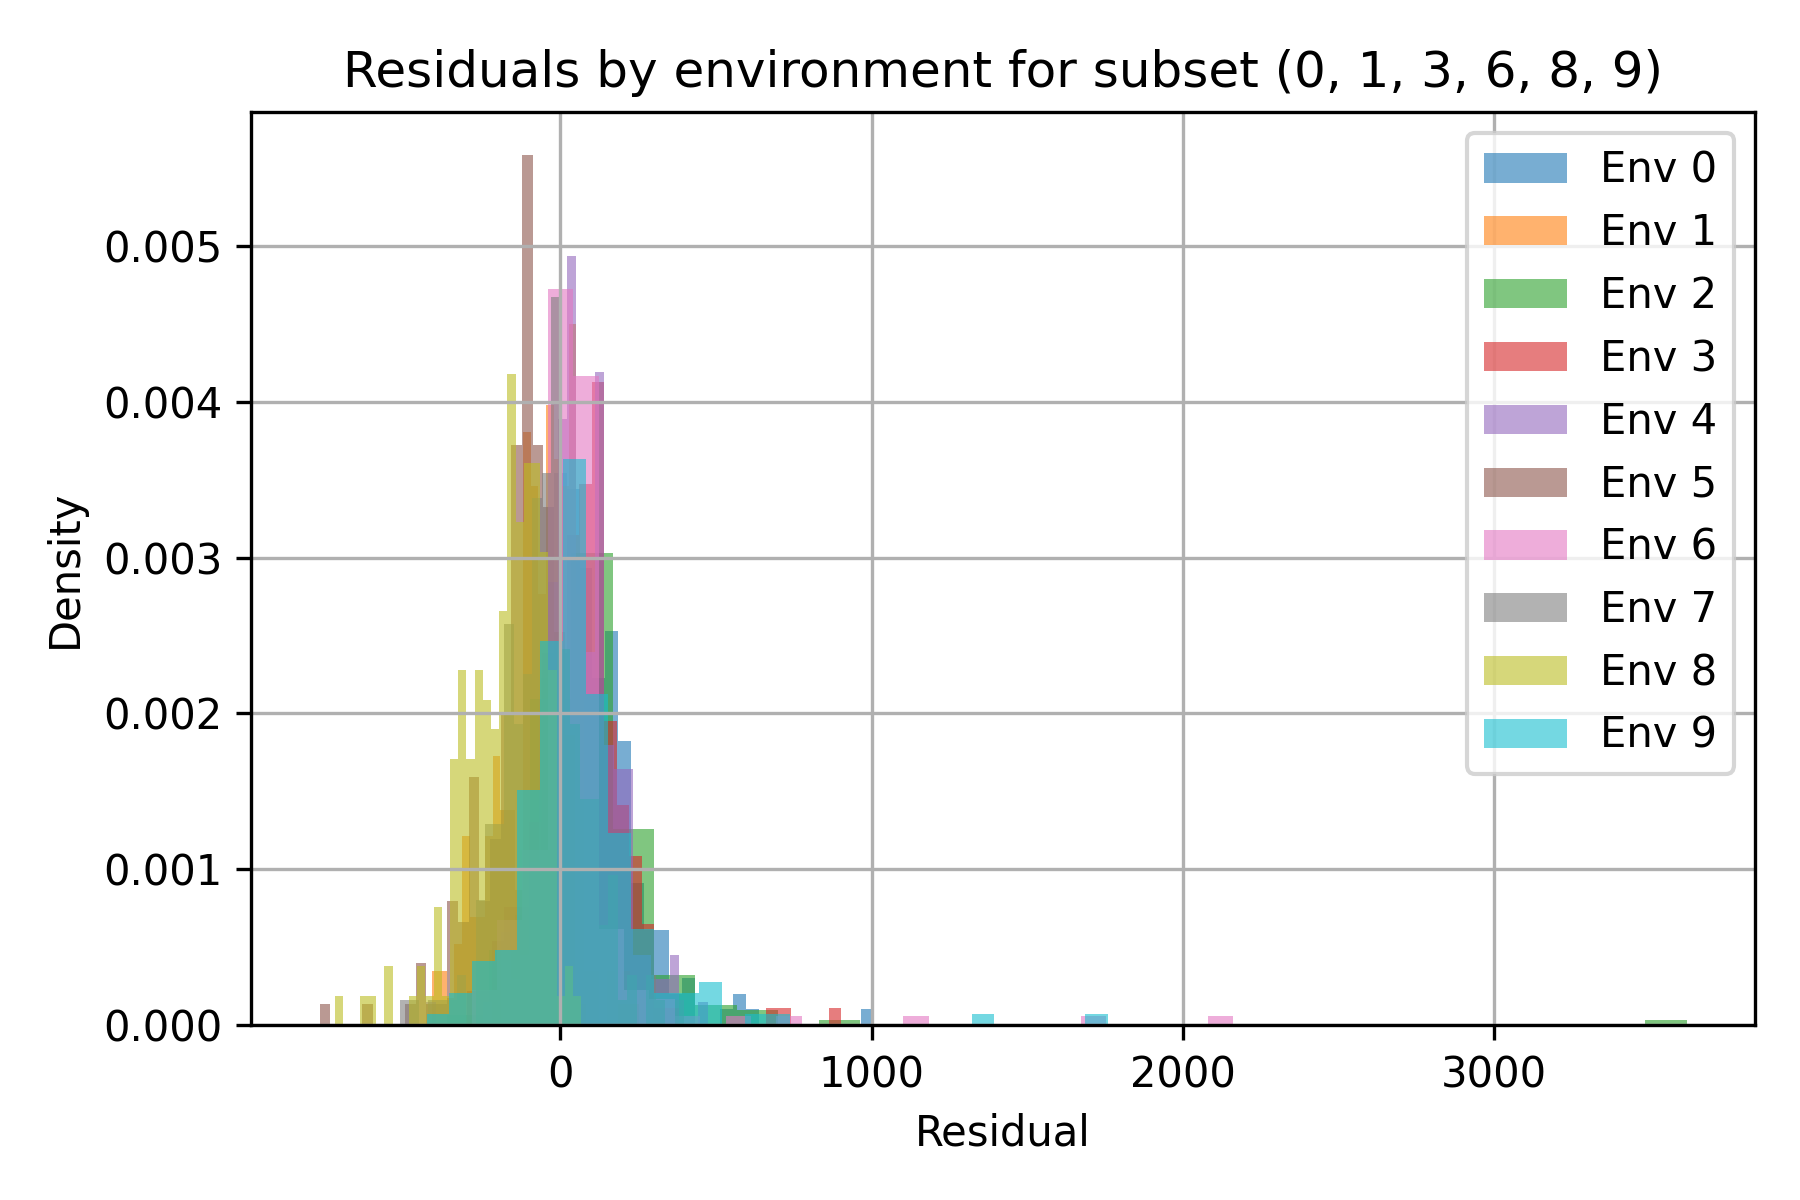 Residuals by environment for subset (0, 1, 3, 6, 8, 9)
Density
0.005
0.004
0.003
0.002
0.001
0.000
0
1000
2000
3000
Residual
Env 0
Env 1
Env 2
Env 3
Env 4
Env 5
Env 6
Env 7
Env 8
Env 9